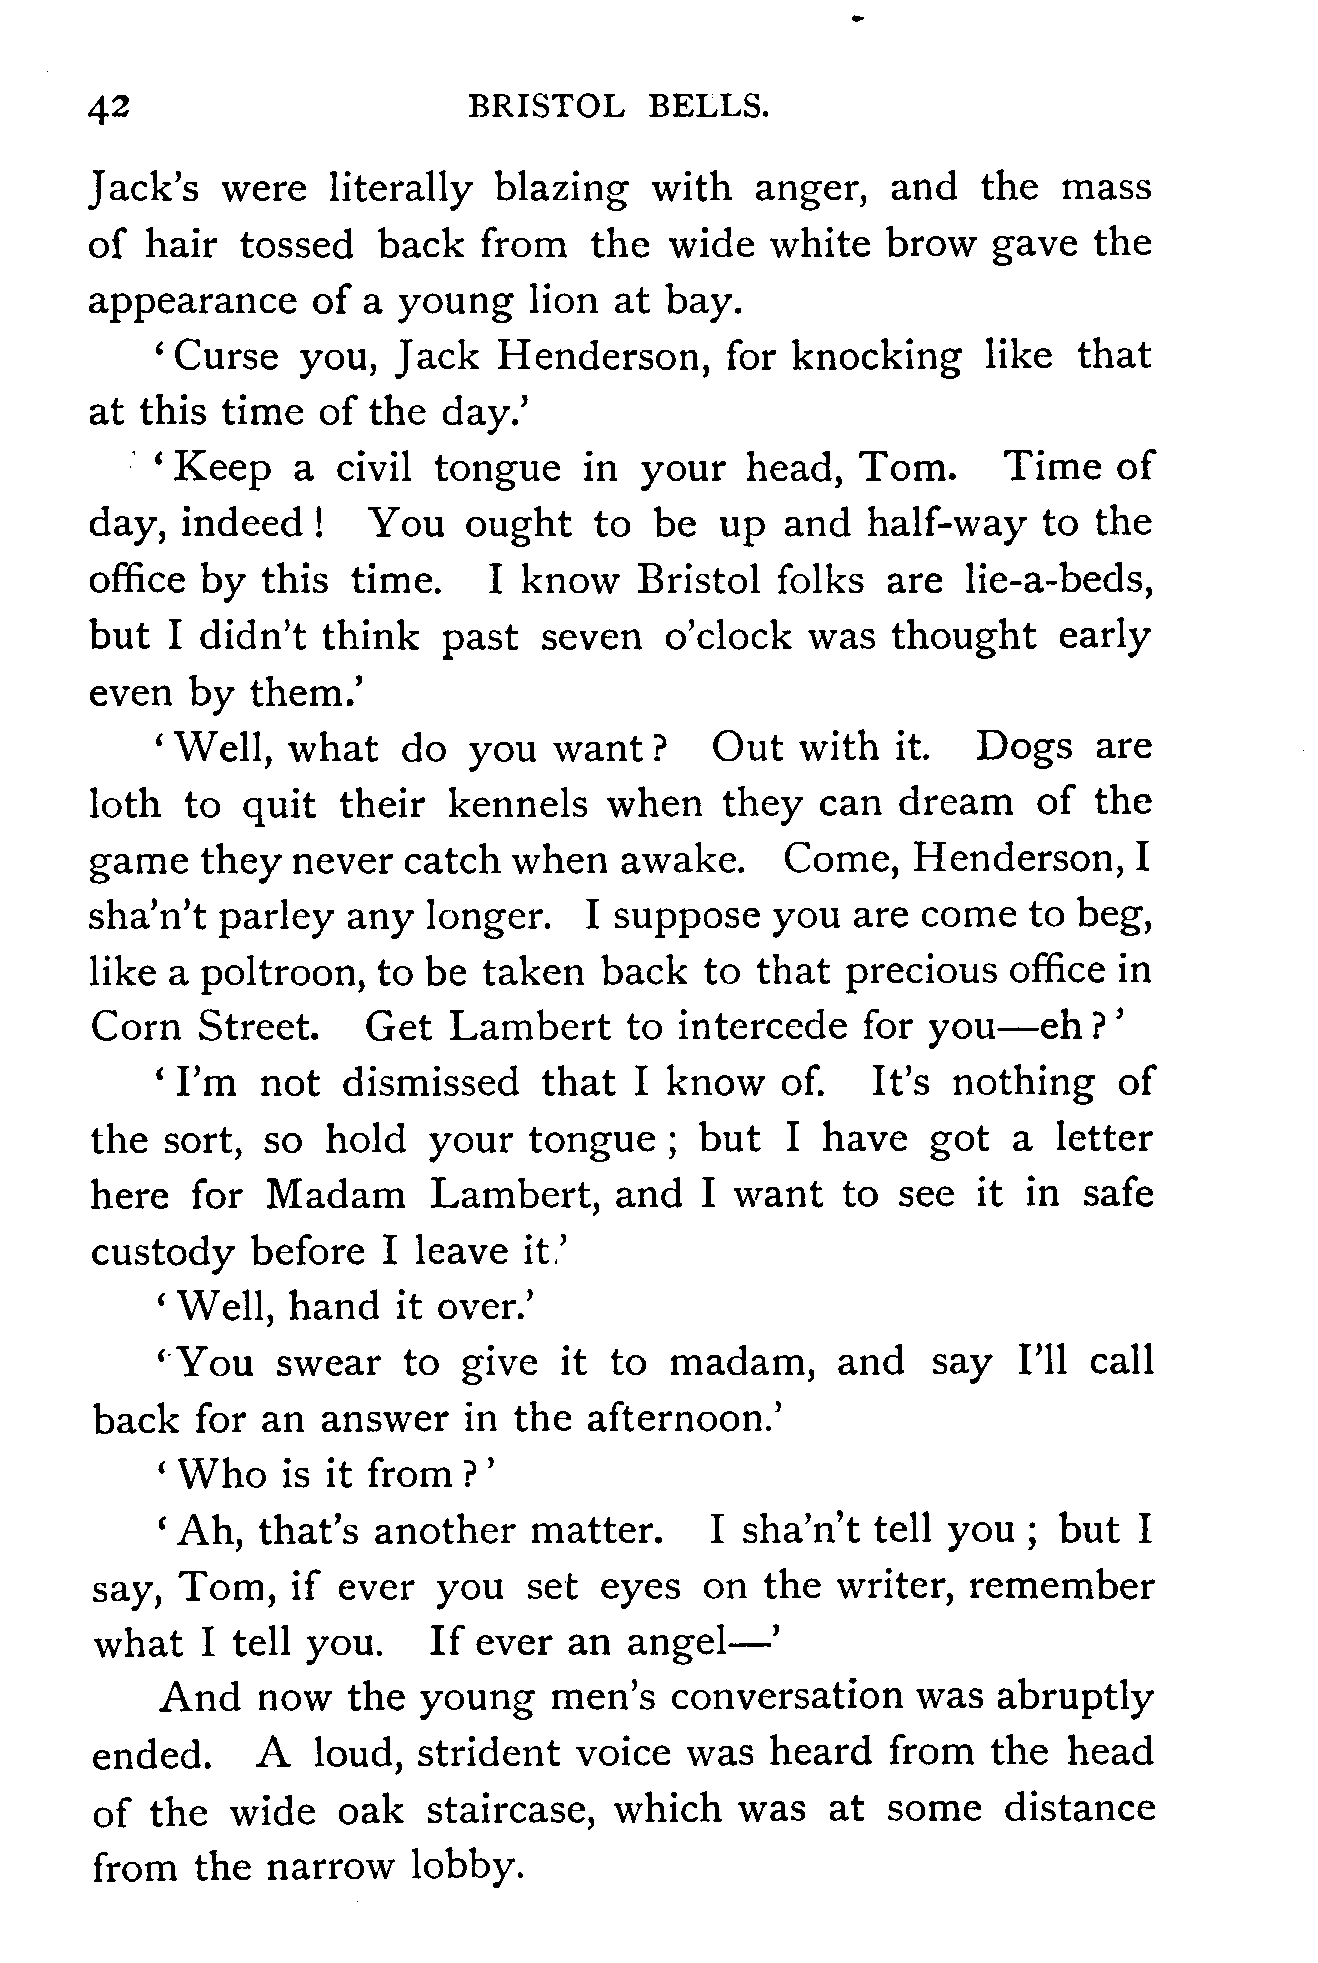 42 BRISTOL BELLS.
Jack's were literally blazing with anger, and the mass
of hair tossed back from the wide white brow gave the
appearance of a young lion at bay.
‘Curse you, Jack Henderson, for knocking like that
at this time of the day.’
‘Keep a civil tongue in your head, Tom. Time of
day, indeed! You ought to be up and half-way to the
office by this time. I know Bristol folks are lie-a-beds,
but I didn't think past seven o'clock was thought early
even by them.’
‘Well, what do you want? Out with it. Dogs are
loth to quit their kennels when they can dream of the
game they never catch when awake. Come, Henderson, I
sha'n't parley any longer. I suppose you are come to beg,
like a poltroon, to be taken back to that precious office in
Corn Street. Get Lambert to intercede for you—eh?’
‘I'm not dismissed that I know of. It's nothing of
the sort, so hold your tongue; but I have got a letter
here for Madam Lambert, and I want to see it in safe
custody before I leave it.’
‘Well, hand it over.’
‘You swear to give it to madam, and say I'll call
back for an answer in the afternoon.’
‘Who is it from?’
‘Ah, that's another matter. I sha'n't tell you; but I
say, Tom, if ever you set eyes on the writer, remember
what I tell you. If ever an angel—’
And now the young men's conversation was abruptly
ended. A loud, strident voice was heard from the head
of the wide oak staircase, which was at some distance
from the narrow lobby.